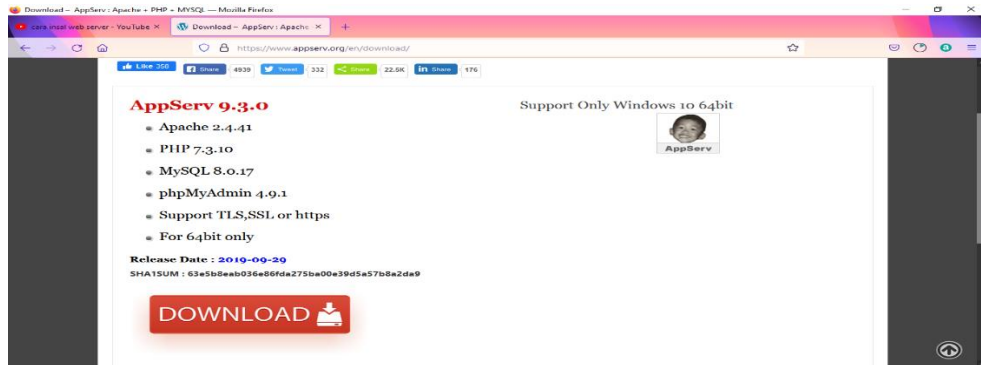 Download – AppServ : Apache + PHP + MYSQL — Mozilla Firefox
cara insal web server - YouTube
Download – AppServ : Apache
https://www.appserv.org/en/download/
Like 350
Share 4939
Tweet 332
Share 22.6K
Share 176
AppServ 9.3.0
Support Only Windows 10 64bit
Apache 2.4.41
AppServ
PHP 7.3.10
MySQL 8.0.17
phpMyAdmin 4.9.1
Support TLS,SSL or https
For 64bit only
Release Date : 2019-09-29
SHA1SUM : 63e5b8eab036e86fda275ba00e39d5a57b8a2da9
DOWNLOAD